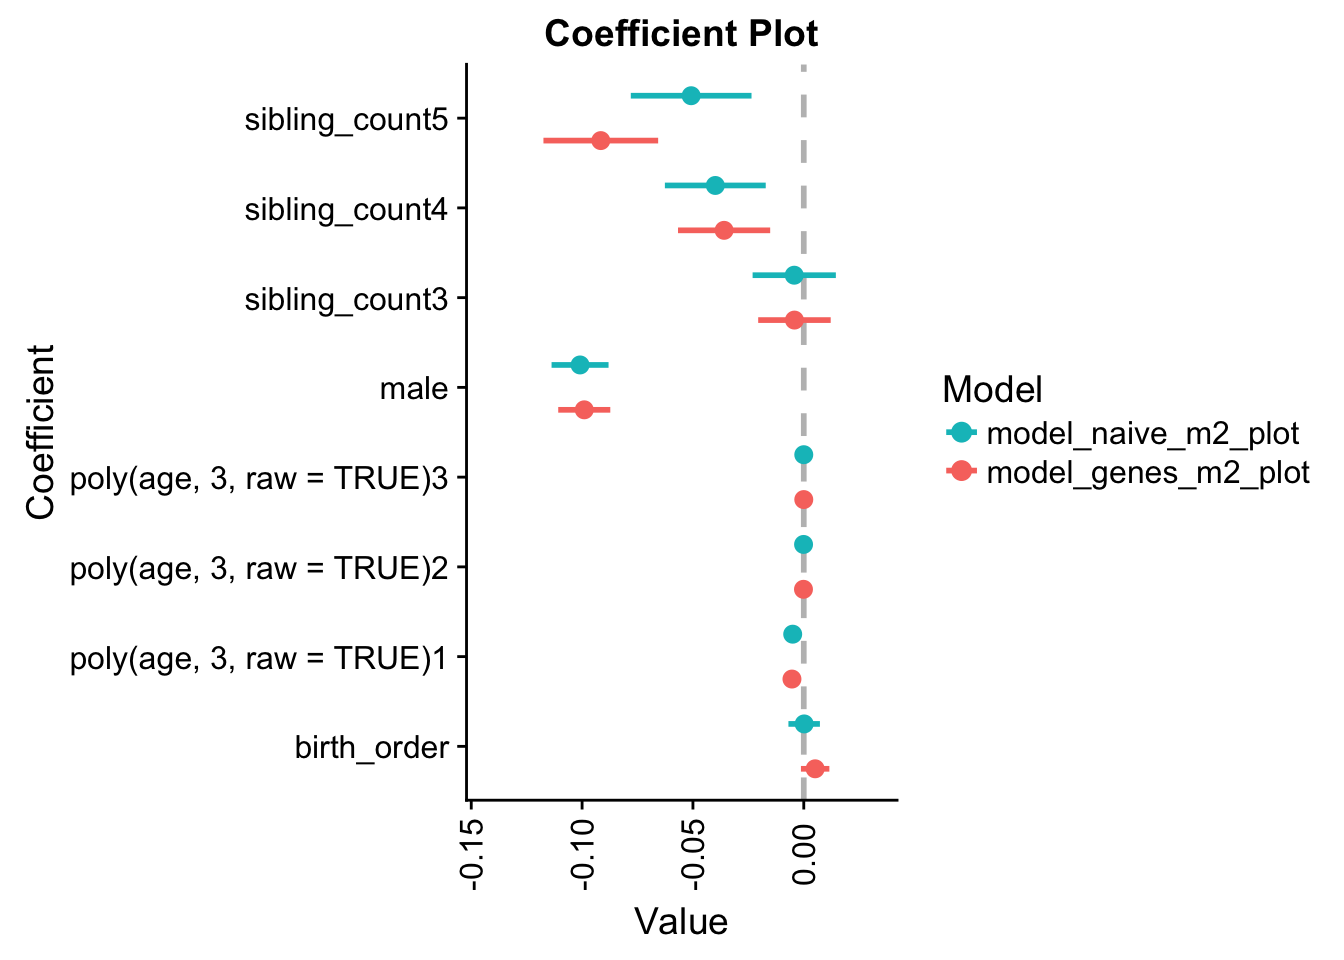 Coefficient Plot
Coefficient
sibling_count5
sibling_count4
sibling_count3
male
poly(age, 3, raw = TRUE)3
poly(age, 3, raw = TRUE)2
poly(age, 3, raw = TRUE)1
birth_order
-0.15
-0.10
-0.05
0.00
Value
Model
model_naive_m2_plot
model_genes_m2_plot